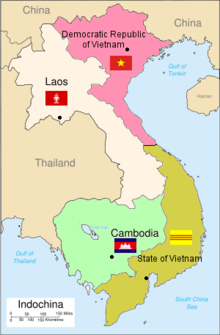 China
China
Democratic Republic
of Vietnam
Laos
Gulf of
Tonkin
Hainan
Thailand
Cambodia
State of Vietnam
Gulf of
Thailand
South China
Sea
Indochina